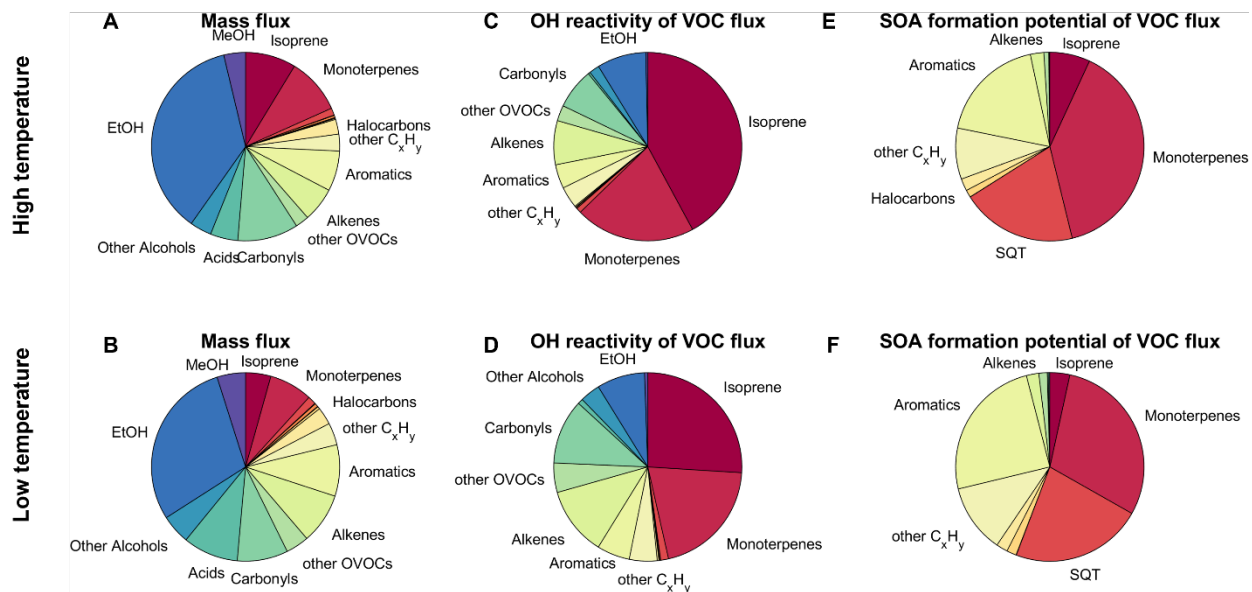 High temperature
A
Mass flux
MeOH
Isoprene
Monoterpenes
EtOH
Halocarbons
other CxHy
Aromatics
Alkenes
other OVOCs
Other Alcohols
Acids
Carbonyls
C
OH reactivity of VOC flux
EtOH
Carbonyls
other OVOCs
Isoprene
Alkenes
Aromatics
other CxHy
Monoterpenes
E
SOA formation potential of VOC flux
Alkenes
Isoprene
Aromatics
other CxHy
Monoterpenes
Halocarbons
SQT
Low temperature
B
Mass flux
MeOH
Isoprene
Monoterpenes
Halocarbons
EtOH
other CxHy
Aromatics
Alkenes
Other Alcohols
other OVOCs
Acids
Carbonyls
D
OH reactivity of VOC flux
EtOH
Other Alcohols
Isoprene
Carbonyls
other OVOCs
Alkenes
Monoterpenes
Aromatics
other CxHy
F
SOA formation potential of VOC flux
Alkenes
Isoprene
Aromatics
Monoterpenes
other CxHy
SQT